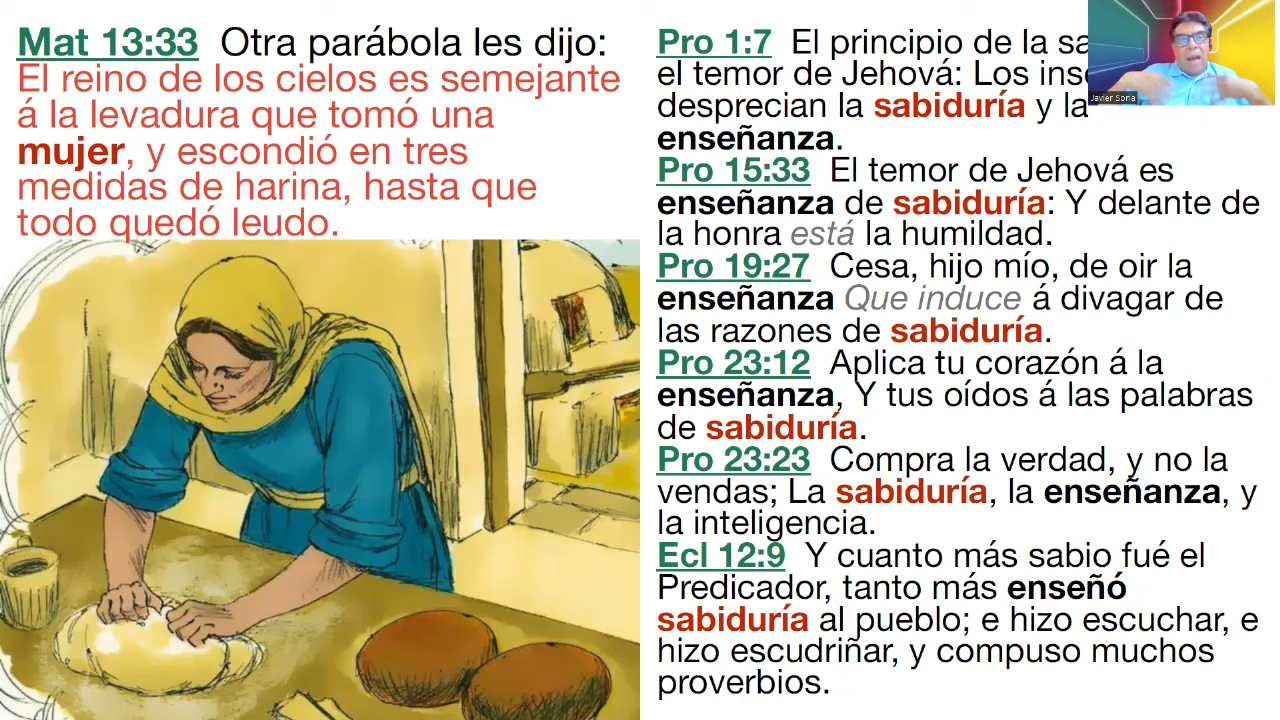 Mat 13:33 Otra parábola les dijo:
El reino de los cielos es semejante
á la levadura que tomó una
mujer, y escondió en tres
medidas de harina, hasta que
todo quedó leudo.
Pro 1:7 El principio de la
el temor de Jehová: Los
desprecian la sabiduría y la
enseñanza.
Pro 15:33 El temor de Jehová es
enseñanza de sabiduría: Y delante de
la honra está la humildad.
Pro 19:27 Cesa, hijo mío, de oir la
enseñanza Que induce á divagar de
las razones de sabiduría.
Pro 23:12 Aplica tu corazón á la
enseñanza, Y tus oídos á las palabras
de sabiduría.
Pro 23:23 Compra la verdad, y no la
vendas; La sabiduría, la enseñanza, y
la inteligencia.
Ecl 12:9 Y cuanto más sabio fué el
Predicador, tanto más enseñó
sabiduría al pueblo; e hizo escuchar, e
hizo escudriñar, y compuso muchos
proverbios.
Javier Soria